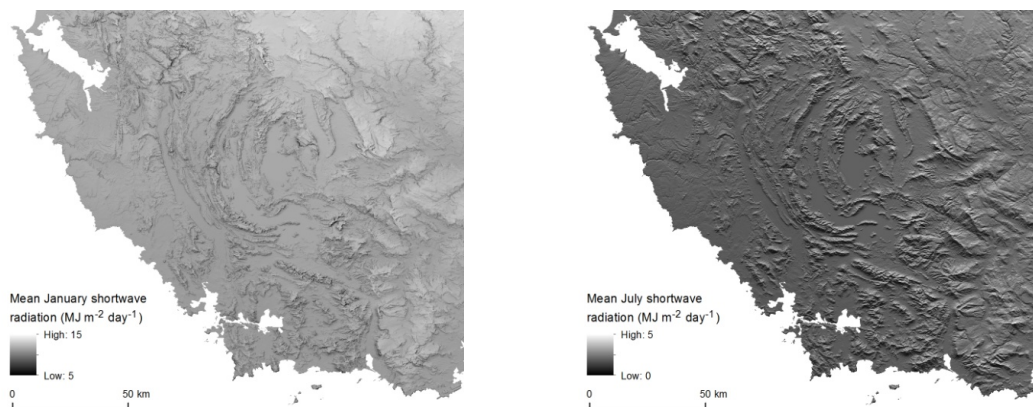 Mean January shortwave
radiation (MJ m⁻² day⁻¹)
High: 15
Low: 5
0 50 km
Mean July shortwave
radiation (MJ m⁻² day⁻¹)
High: 5
Low: 0
0 50 km